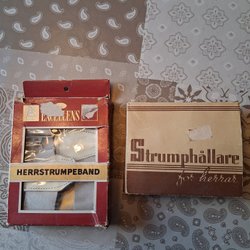 EXCELLENS
HERRSTRUMPEBAND
Strumphållare
för herrar